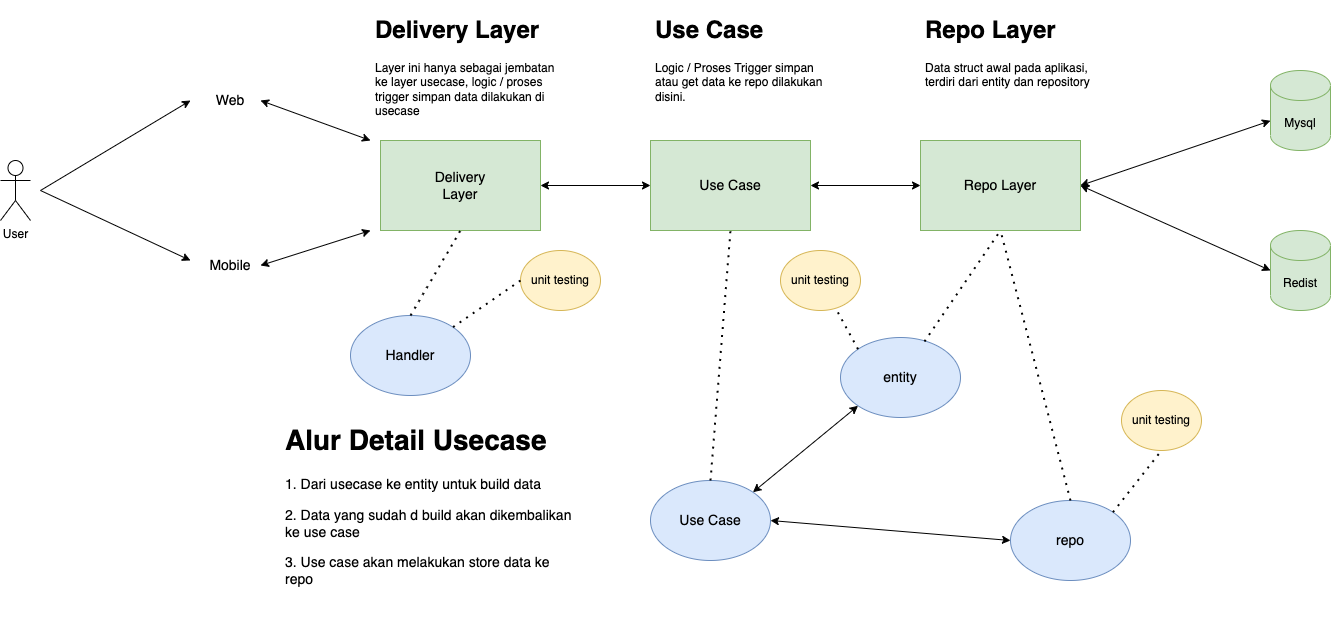 Delivery Layer
Layer ini hanya sebagai jembatan
ke layer usecase, logic / proses
trigger simpan data dilakukan di
usecase
Use Case
Logic / Proses Trigger simpan
atau get data ke repo dilakukan
disini.
Repo Layer
Data struct awal pada aplikasi,
terdiri dari entity dan repository
Web
Mobile
User
Delivery
Layer
Use Case
Repo Layer
Mysql
Redist
unit testing
Handler
unit testing
entity
unit testing
Use Case
repo
Alur Detail Usecase
1. Dari usecase ke entity untuk build data
2. Data yang sudah d build akan dikembalikan
ke use case
3. Use case akan melakukan store data ke
repo